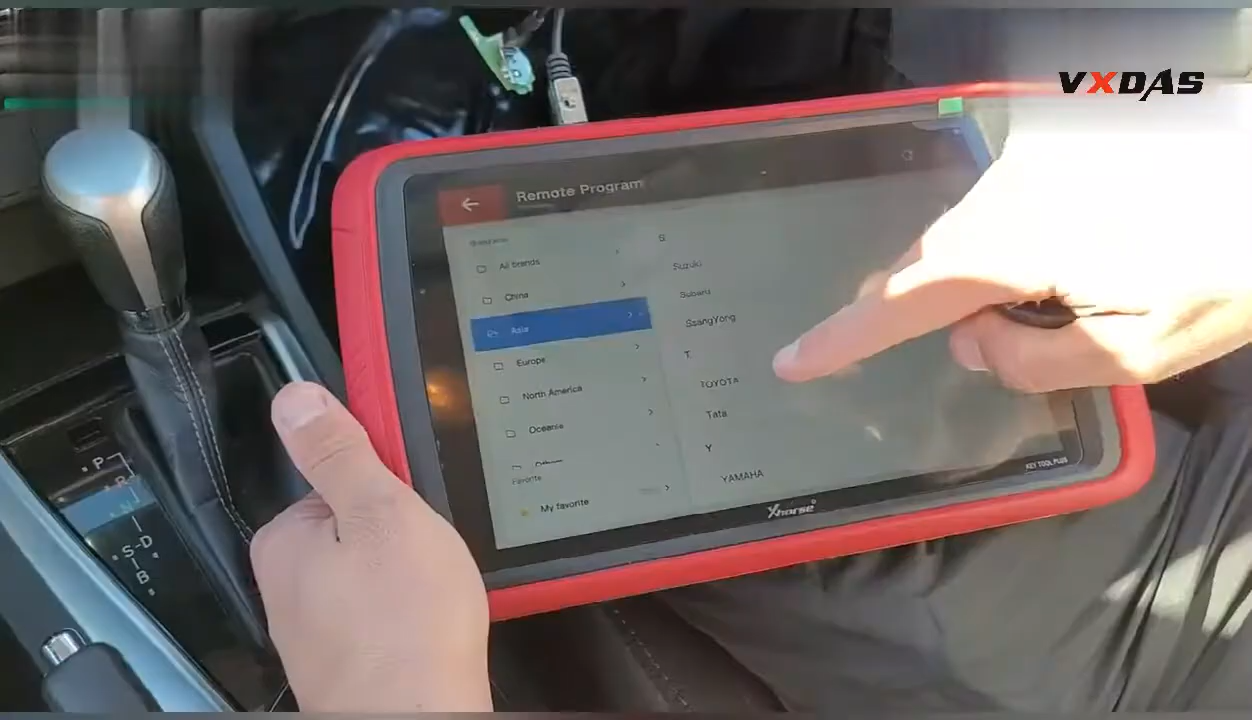 VXDAS
Remote Program
All brands
China
Asia
Europe
North America
Oceania
Favorite
My favorite
S
Suzuki
Subaru
SsangYong
T
TOYOTA
Tata
Y
YAMAHA
Xhorse
KEY TOOL PLUS
P
R
N
S-D
B